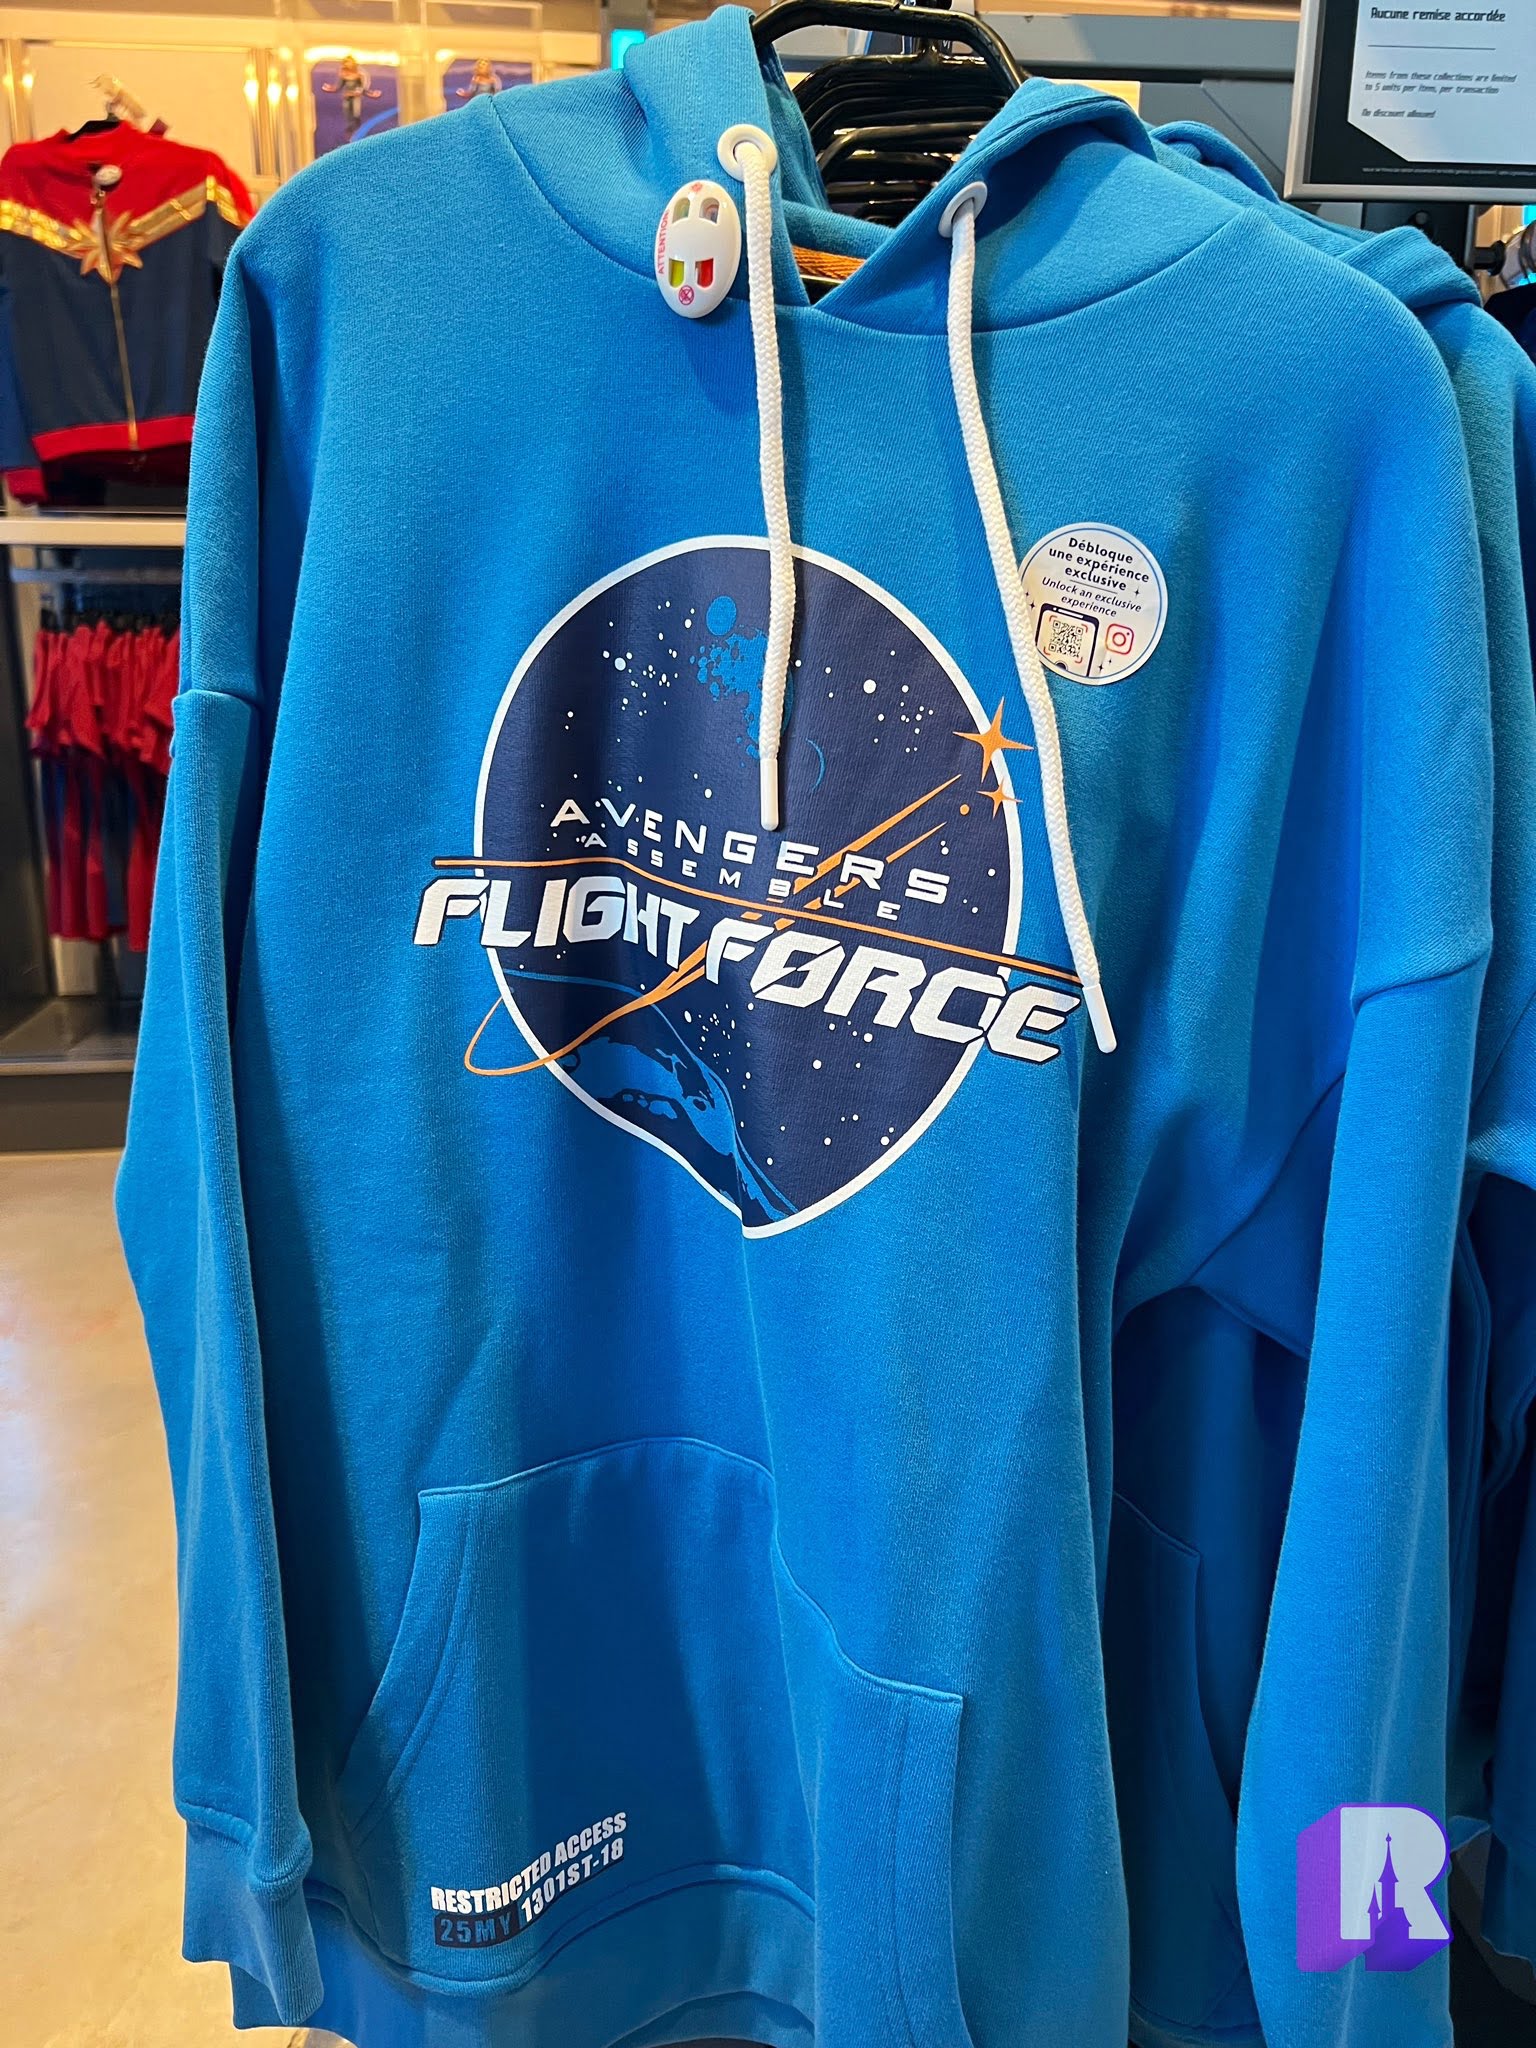 Aucune remise accordée
Items from these collections are limited
to 5 units per item, per transaction
No discount allowed
ATTENTION
Débloque
une expérience
exclusive
Unlock an exclusive
experience
AVENGERS
ASSEMBLE
FLIGHT FORCE
RESTRICTED ACCESS
25MY 1301ST-18
R